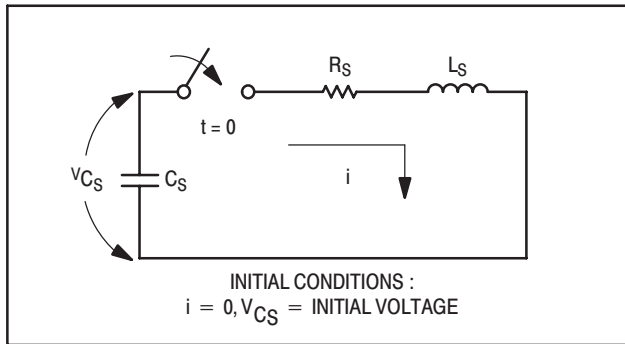 RS
LS
t = 0
VCS
CS
i
INITIAL CONDITIONS :
i = 0, VCS = INITIAL VOLTAGE